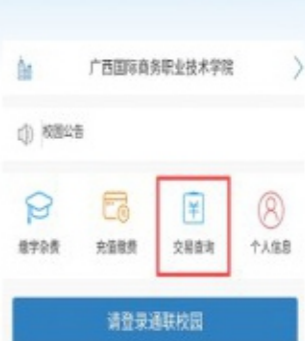 广西国际商务职业技术学院
校园公告
缴学杂费 充值缴费 交易查询 个人信息
请登录通联校园